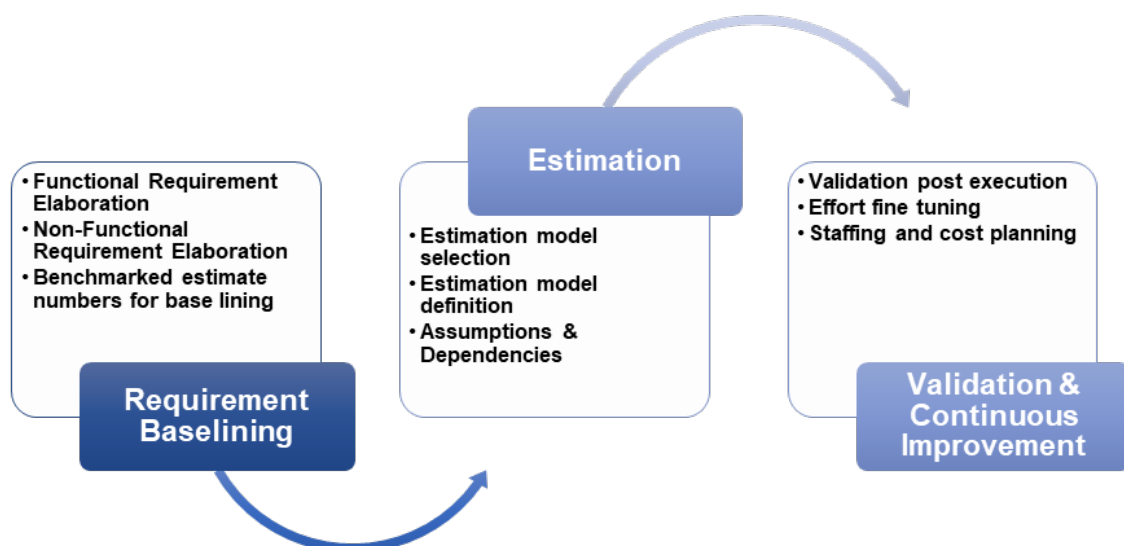 • Functional Requirement
Elaboration
• Non-Functional
Requirement Elaboration
• Benchmarked estimate
numbers for base lining
Requirement
Baselining
Estimation
• Estimation model
selection
• Estimation model
definition
• Assumptions &
Dependencies
• Validation post execution
• Effort fine tuning
• Staffing and cost planning
Validation &
Continuous
Improvement